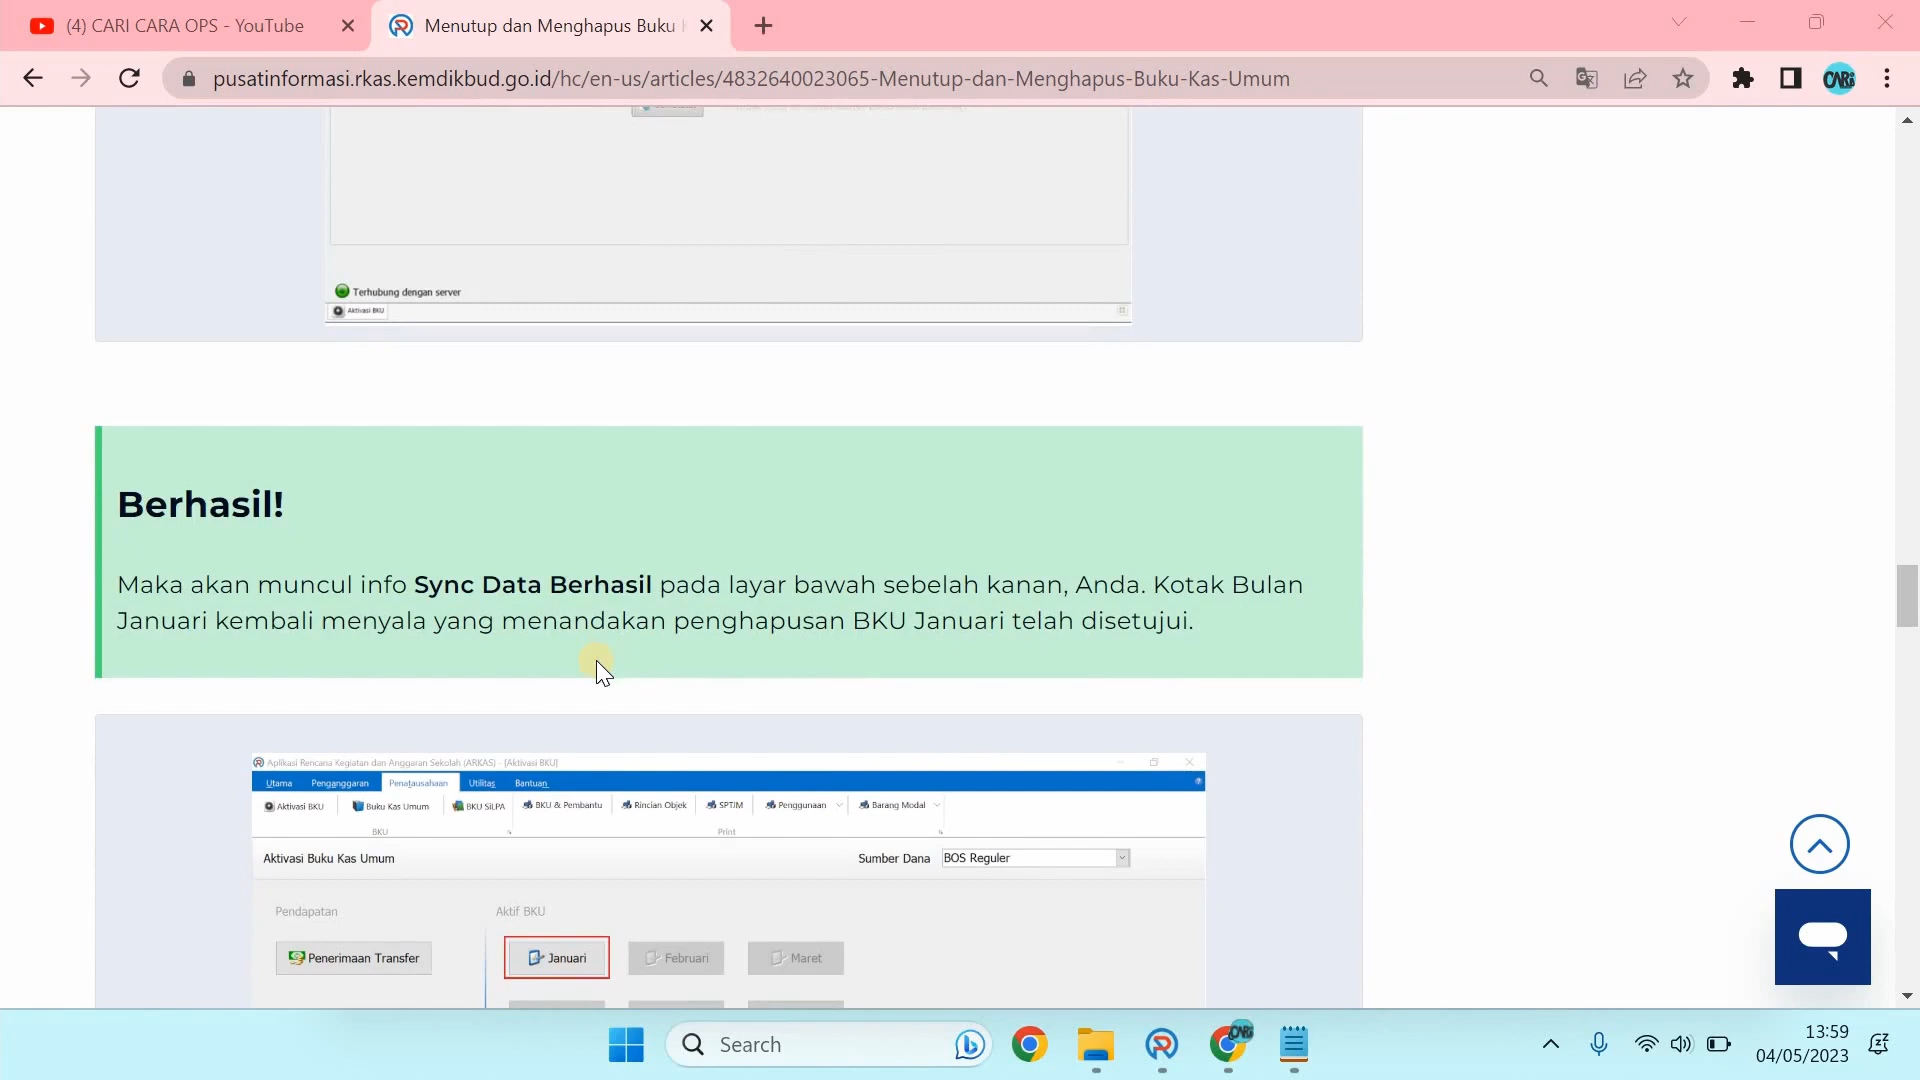 (4) CARI CARA OPS - YouTube
Menutup dan Menghapus Buku
pusatinformasi.rkas.kemdikbud.go.id/hc/en-us/articles/4832640023065-Menutup-dan-Menghapus-Buku-Kas-Umum
CARi
Terhubung dengan server
Aktivasi BKU
Berhasil!
Maka akan muncul info Sync Data Berhasil pada layar bawah sebelah kanan, Anda. Kotak Bulan
Januari kembali menyala yang menandakan penghapusan BKU Januari telah disetujui.
Aplikasi Rencana Kegiatan dan Anggaran Sekolah (ARKAS) - [Aktivasi BKU]
Utama Penganggaran Penatausahaan Utilitas Bantuan
Aktivasi BKU Buku Kas Umum BKU SiLPA BKU & Pembantu Rincian Objek SPTJM Penggunaan Barang Modal
BKU Print
Aktivasi Buku Kas Umum Sumber Dana BOS Reguler
Pendapatan Aktif BKU
Penerimaan Transfer Januari Februari Maret
Search
CARi
13:59
04/05/2023